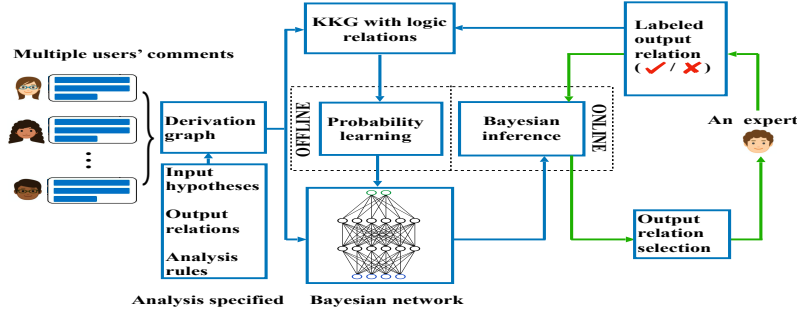 Multiple users' comments
Derivation
graph
Input
hypotheses
Output
relations
Analysis
rules
Analysis specified
KKG with logic
relations
OFFLINE
Probability
learning
Bayesian
inference
ONLINE
Bayesian network
Labeled
output
relation
( ✓ / ✗ )
An expert
Output
relation
selection